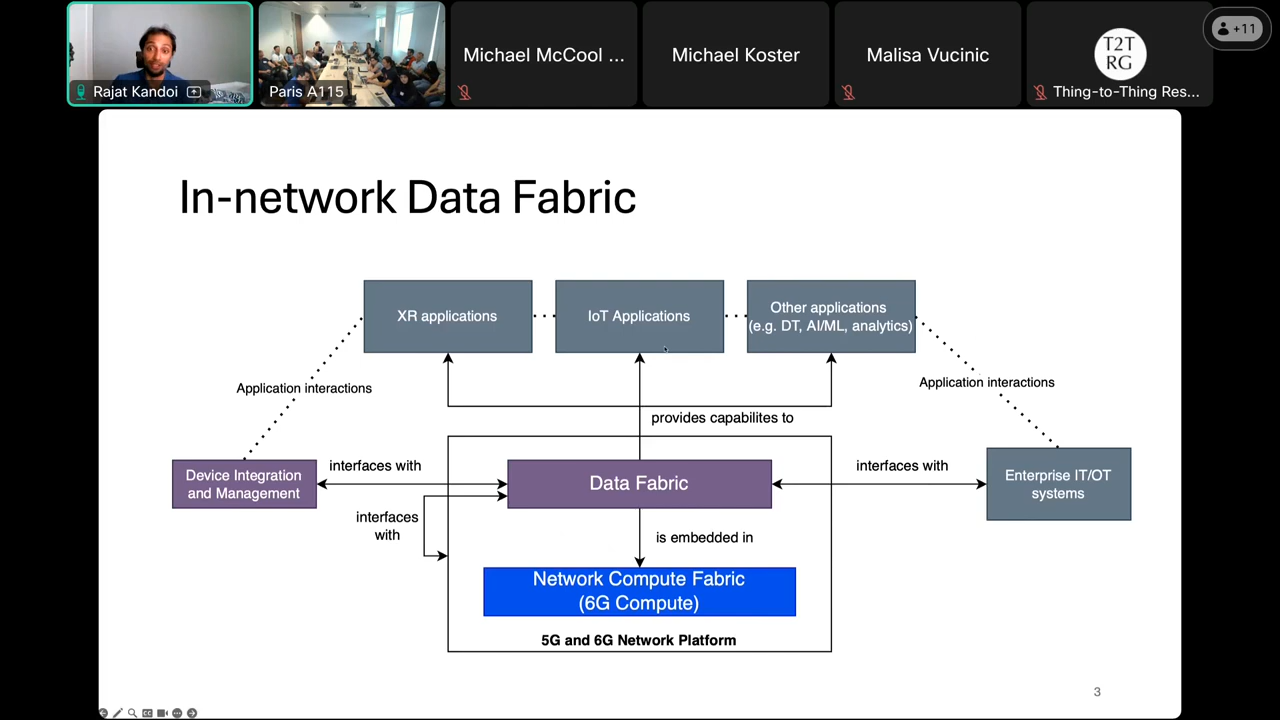 Rajat Kandoi
Paris A115
Michael McCool ...
Michael Koster
Malisa Vucinic
T2T
RG
Thing-to-Thing Res...
+11
In-network Data Fabric
XR applications
IoT Applications
Other applications
(e.g. DT, AI/ML, analytics)
Application interactions
Application interactions
provides capabilites to
Device Integration
and Management
interfaces with
Data Fabric
interfaces with
Enterprise IT/OT
systems
interfaces
with
is embedded in
Network Compute Fabric
(6G Compute)
5G and 6G Network Platform
3